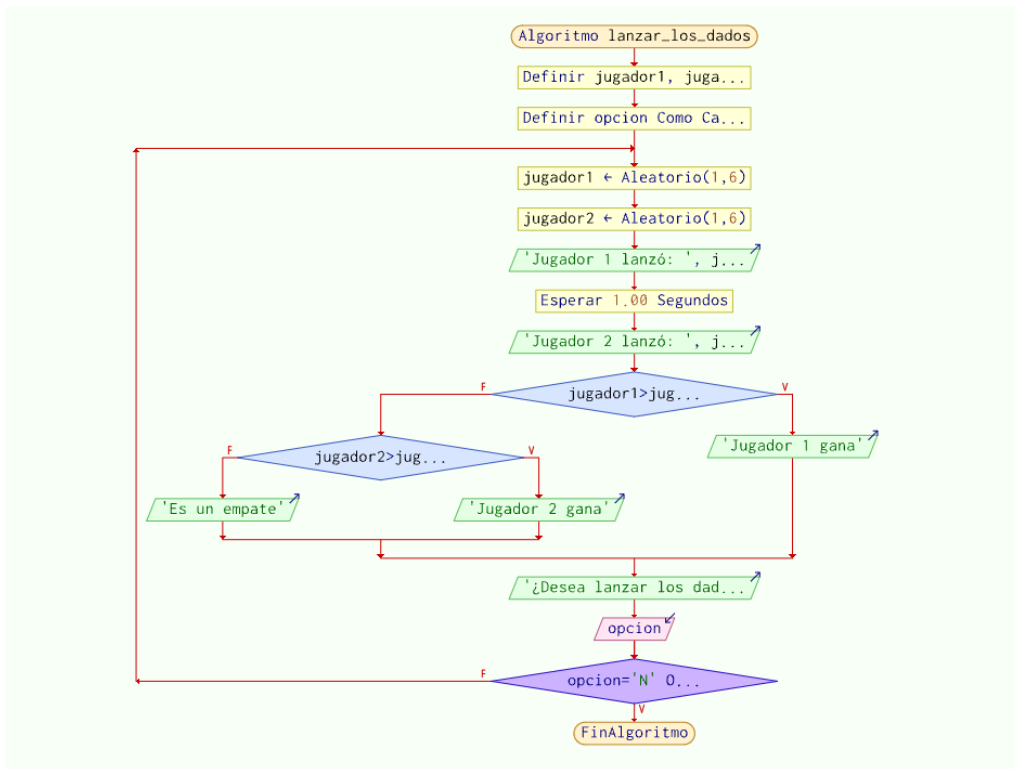 Algoritmo lanzar_los_dados
Definir jugador1, juga...
Definir opcion Como Ca...
jugador1 ← Aleatorio(1,6)
jugador2 ← Aleatorio(1,6)
'Jugador 1 lanzó: ', j...
Esperar 1.00 Segundos
'Jugador 2 lanzó: ', j...
F
V
jugador1>jug...
'Jugador 1 gana'
F
V
jugador2>jug...
'Es un empate'
'Jugador 2 gana'
'¿Desea lanzar los dad...
opcion
F
opcion='N' O...
V
FinAlgoritmo